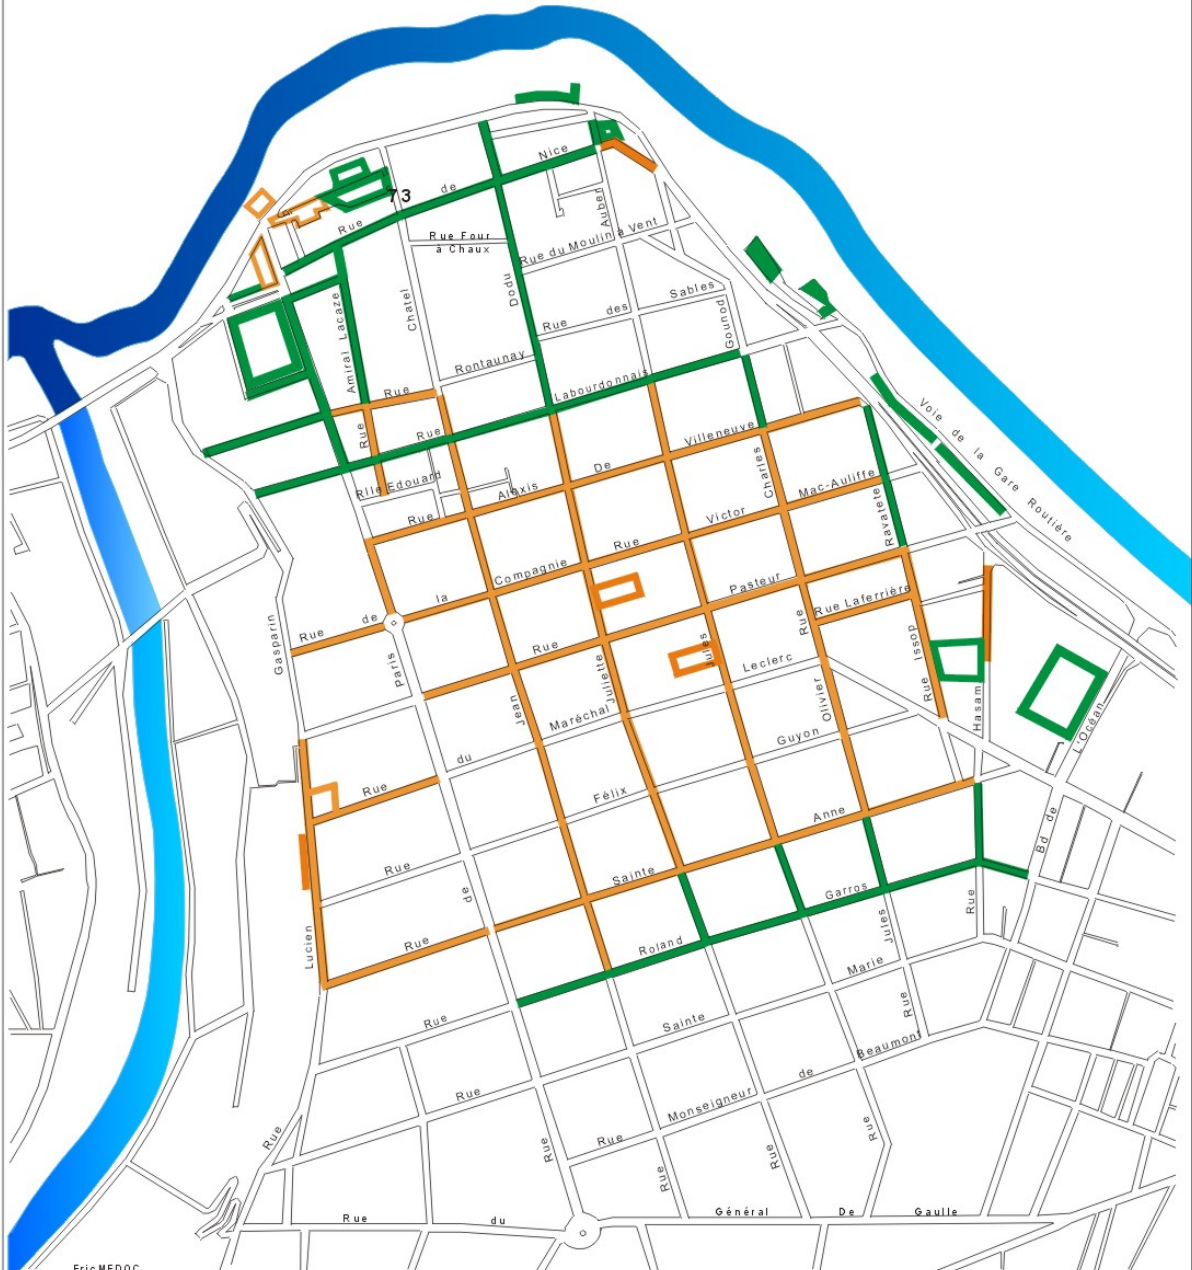 Nice
de
73
Rue
Auber
Rue Four
à Chaux
Rue du Moulin à Vent
Dodu
Chatel
Amiral Lacaze
Sables
des
Rue
Gounod
Rontaunay
Labourdonnais
Rue
Voie de la Gare Routière
Rue
Rue
Villeneuve
De
Rlle Edouard
Alexis
Rue
Charles
Mac-Auliffe
Victor
Rue
Ravatete
Compagnie
la
de
Rue
Pasteur
Rue
Rue Laferrière
Rue
Gasparin
Paris
Juliette
Jules
Leclerc
Maréchal
du
Rue
Jean
Olivier
Rue Issop
Hasam
L'Océan
Bd de
Guyon
Félix
Rue
Anne
Sainte
Rue
de
Lucien
Garros
Roland
Rue
Jules
Rue
Marie
Sainte
Rue
Rue
Beaumont
de
Monseigneur
Rue
Rue
Rue
Rue
Rue
Rue
Général De Gaulle
Rue du
Eric MEDOC